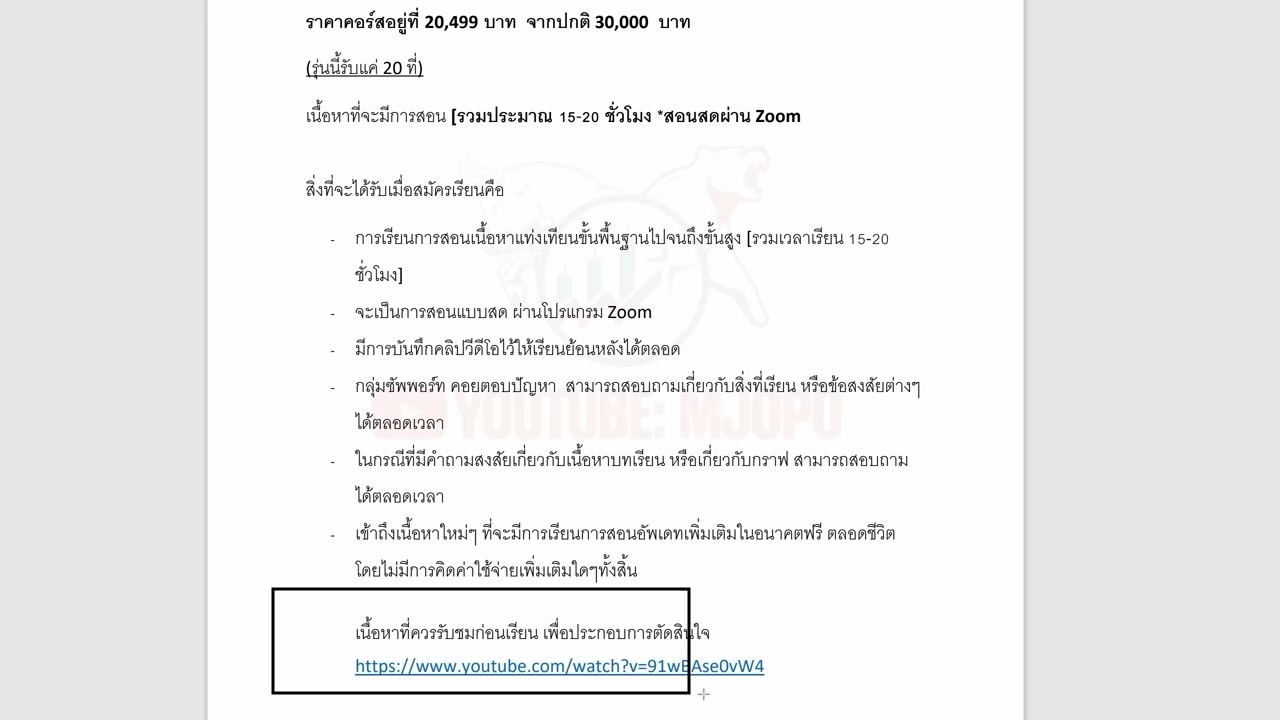 ราคาคอร์สอยู่ที่ 20,499 บาท  จากปกติ 30,000  บาท
(รุ่นนี้รับแค่ 20 ที่)
เนื้อหาที่จะมีการสอน [รวมประมาณ 15-20 ชั่วโมง *สอนสดผ่าน Zoom
สิ่งที่จะได้รับเมื่อสมัครเรียนคือ
- การเรียนการสอนเนื้อหาแท่งเทียนขั้นพื้นฐานไปจนถึงขั้นสูง [รวมเวลาเรียน 15-20
ชั่วโมง]
- จะเป็นการสอนแบบสด ผ่านโปรแกรม Zoom
- มีการบันทึกคลิปวีดีโอไว้ให้เรียนย้อนหลังได้ตลอด
- กลุ่มซัพพอร์ท คอยตอบปัญหา  สามารถสอบถามเกี่ยวกับสิ่งที่เรียน หรือข้อสงสัยต่างๆ
YOUTUBE: MJOPO
ได้ตลอดเวลา
- ในกรณีที่มีคำถามสงสัยเกี่ยวกับเนื้อหาบทเรียน หรือเกี่ยวกับกราฟ สามารถสอบถาม
ได้ตลอดเวลา
- เข้าถึงเนื้อหาใหม่ๆ ที่จะมีการเรียนการสอนอัพเดทเพิ่มเติมในอนาคตฟรี ตลอดชีวิต
โดยไม่มีการคิดค่าใช้จ่ายเพิ่มเติมใดๆทั้งสิ้น
เนื้อหาที่ควรรับชมก่อนเรียน เพื่อประกอบการตัดสินใจ
https://www.youtube.com/watch?v=91wEAse0vW4